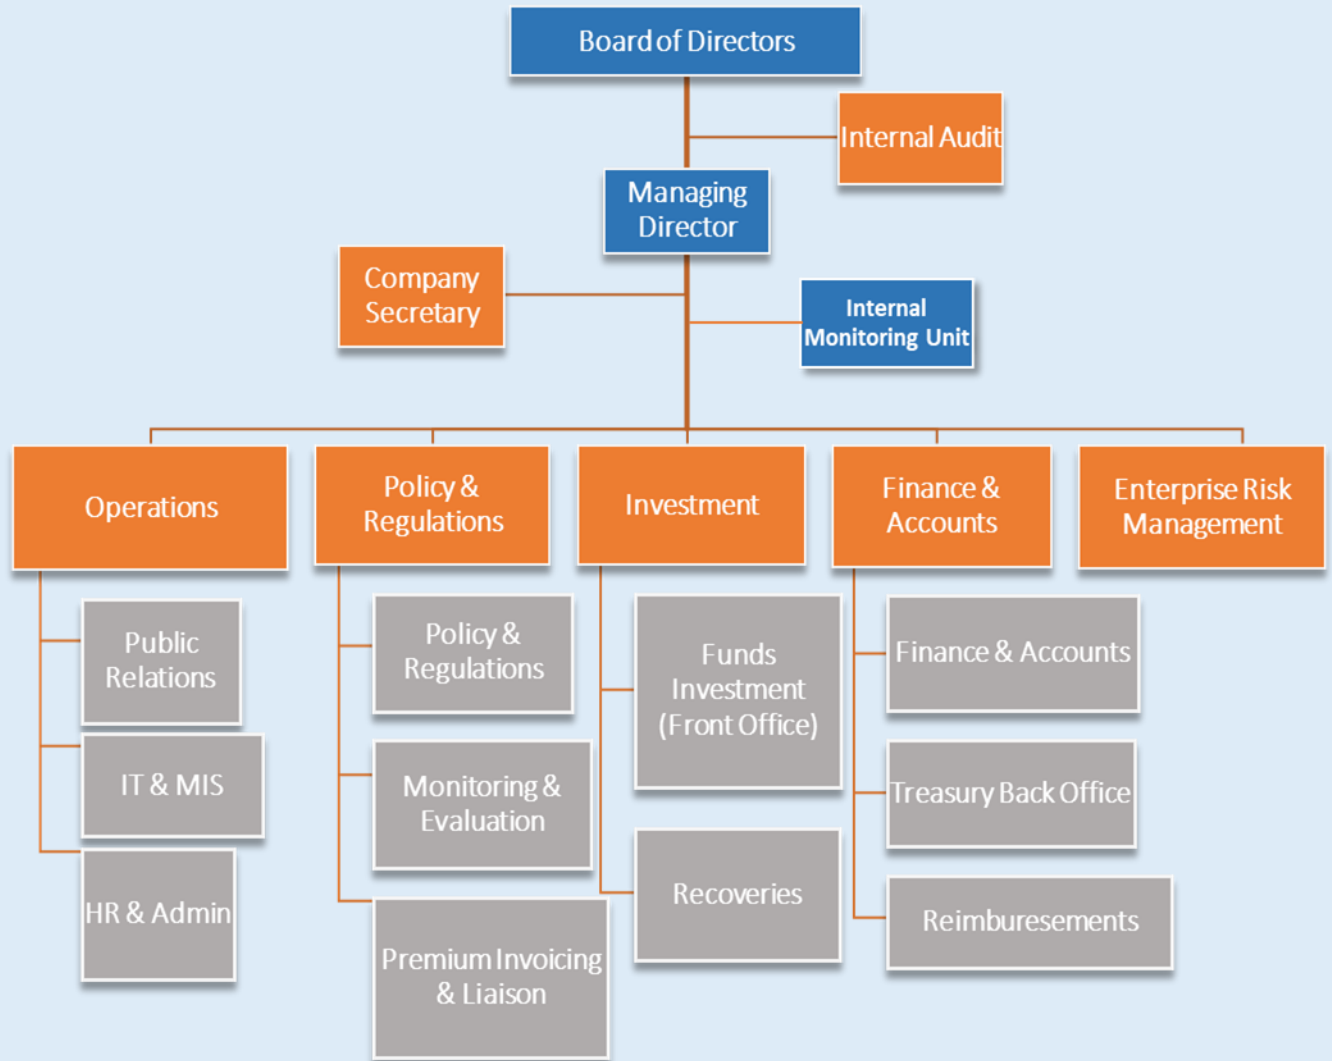 Board of Directors
Internal Audit
Managing
Director
Company
Secretary
Internal
Monitoring Unit
Operations
Policy &
Regulations
Investment
Finance &
Accounts
Enterprise Risk
Management
Public
Relations
IT & MIS
HR & Admin
Policy &
Regulations
Monitoring &
Evaluation
Premium Invoicing
& Liaison
Funds
Investment
(Front Office)
Recoveries
Finance & Accounts
Treasury Back Office
Reimburesements